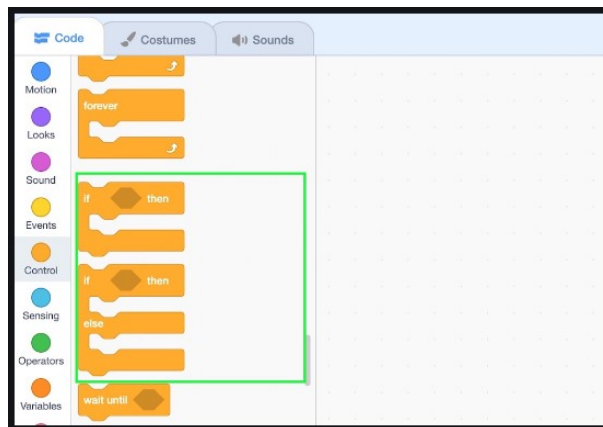 Code
Costumes
Sounds
Motion
Looks
Sound
Events
Control
Sensing
Operators
Variables
forever
if then
if then
else
wait until